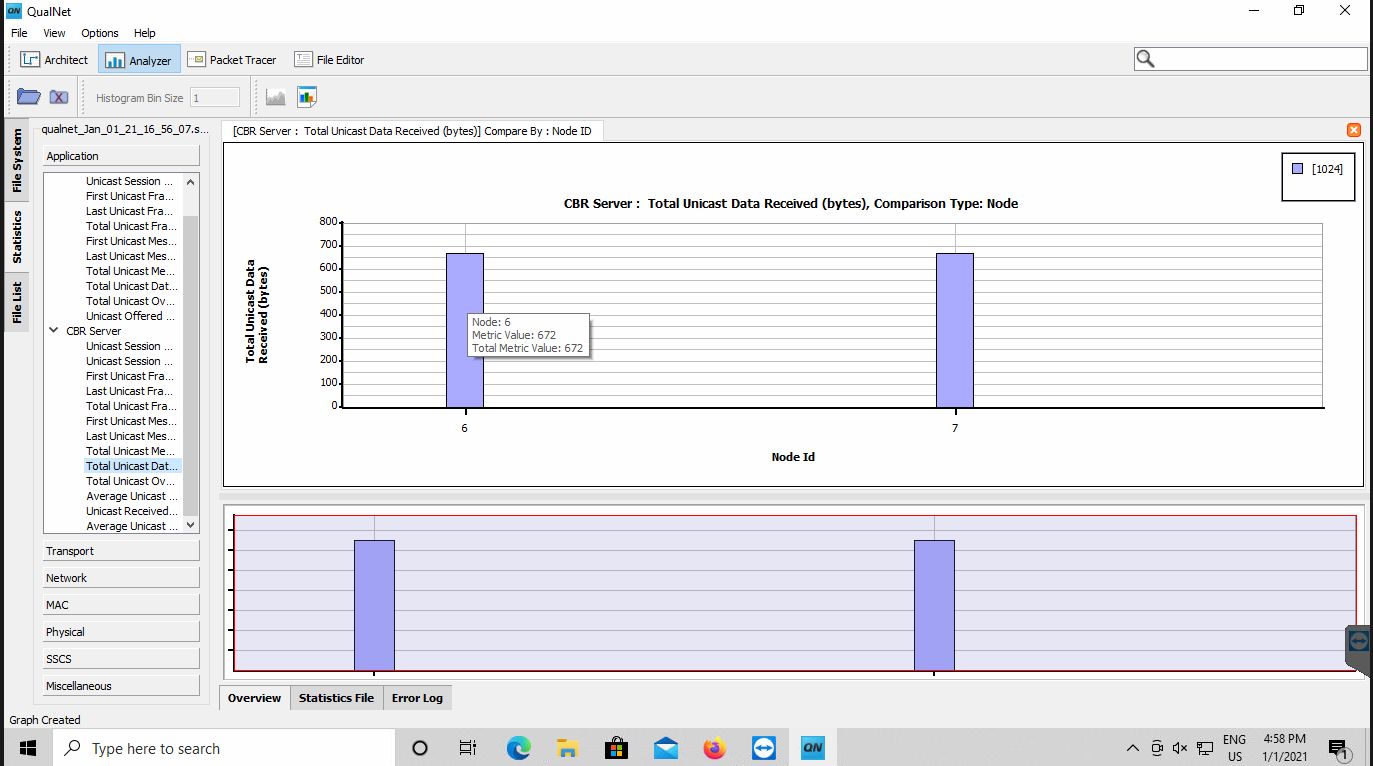 QN QualNet
File View Options Help
Architect Analyzer Packet Tracer File Editor
Histogram Bin Size 1
File System
Statistics
File List
qualnet_Jan_01_21_16_56_07.s...
Application
Unicast Session ...
First Unicast Fra...
Last Unicast Fra...
Total Unicast Fra...
First Unicast Mes...
Last Unicast Mes...
Total Unicast Me...
Total Unicast Dat...
Total Unicast Ov...
Unicast Offered ...
CBR Server
Unicast Session ...
Unicast Session ...
First Unicast Fra...
Last Unicast Fra...
Total Unicast Fra...
First Unicast Mes...
Last Unicast Mes...
Total Unicast Me...
Total Unicast Dat...
Total Unicast Ov...
Average Unicast ...
Unicast Received...
Average Unicast ...
Transport
Network
MAC
Physical
SSCS
Miscellaneous
[CBR Server : Total Unicast Data Received (bytes)] Compare By : Node ID
[1024]
CBR Server : Total Unicast Data Received (bytes), Comparison Type: Node
Total Unicast Data
Received (bytes)
800
700
600
500
400
300
200
100
0
Node: 6
Metric Value: 672
Total Metric Value: 672
6 7
Node Id
Overview Statistics File Error Log
Graph Created
Type here to search
QN
ENG
US
4:58 PM
1/1/2021
1